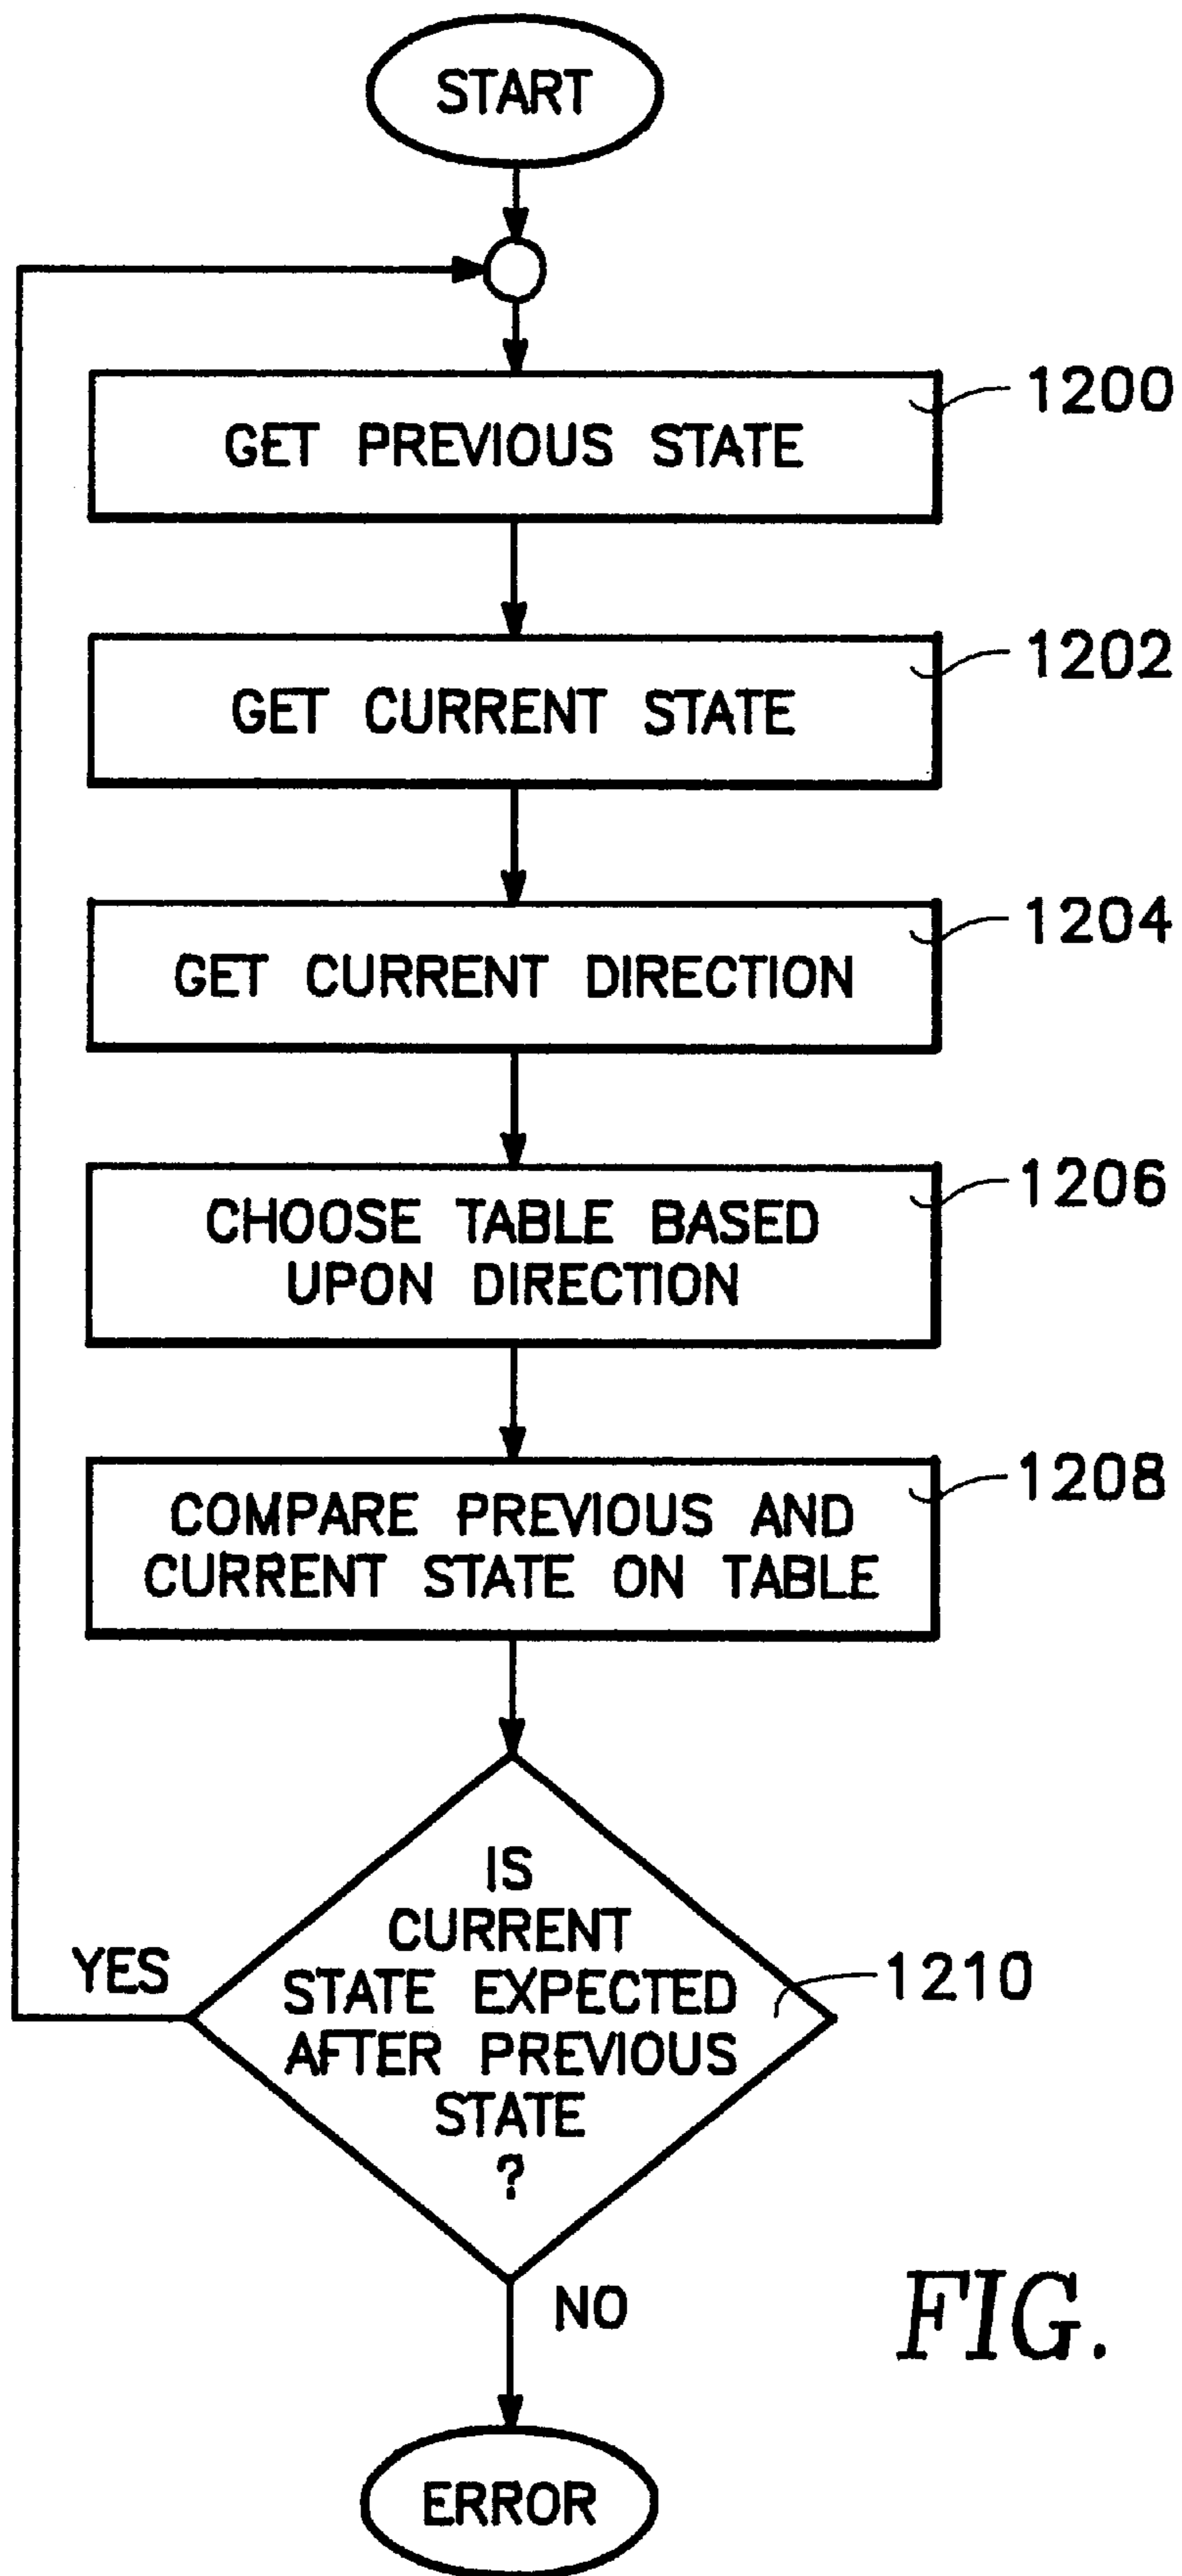 START
GET PREVIOUS STATE
1200
GET CURRENT STATE
1202
GET CURRENT DIRECTION
1204
CHOOSE TABLE BASED
UPON DIRECTION
1206
COMPARE PREVIOUS AND
CURRENT STATE ON TABLE
1208
IS
CURRENT
STATE EXPECTED
AFTER PREVIOUS
STATE
?
1210
YES
NO
ERROR
FIG.